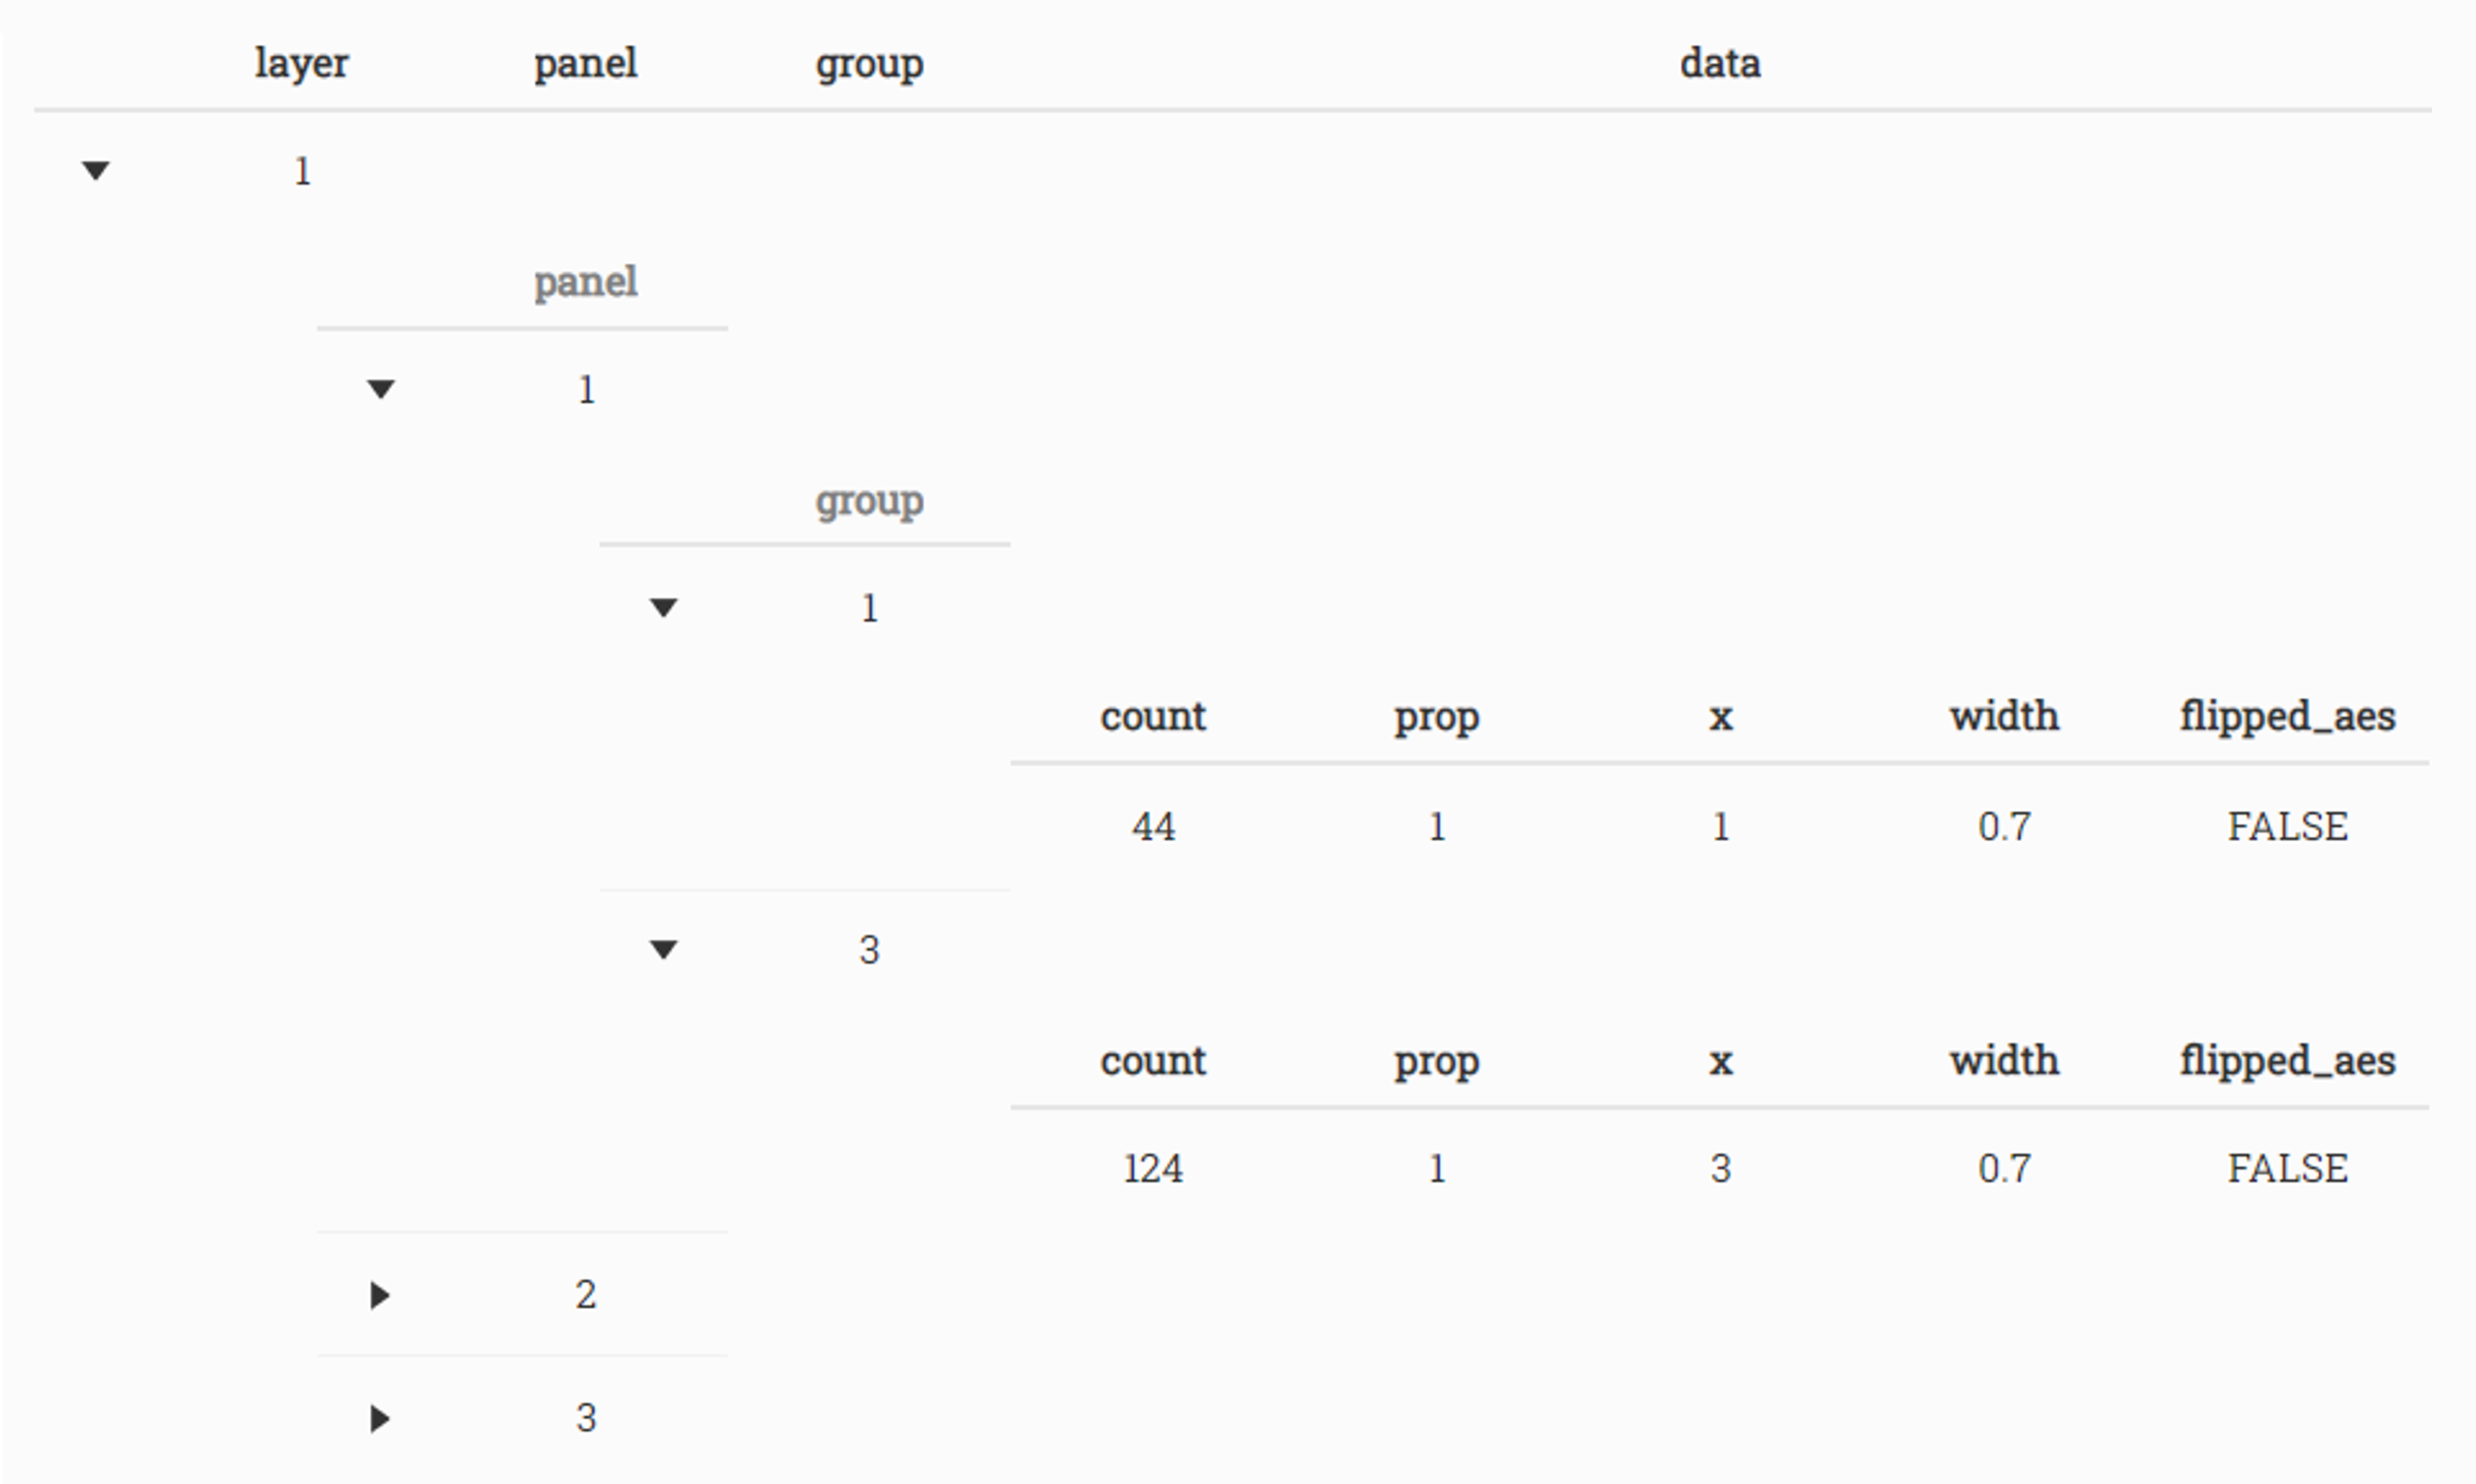 layer panel group data
1
panel
1
group
1
count prop x width flipped_aes
44 1 1 0.7 FALSE
3
count prop x width flipped_aes
124 1 3 0.7 FALSE
2
3